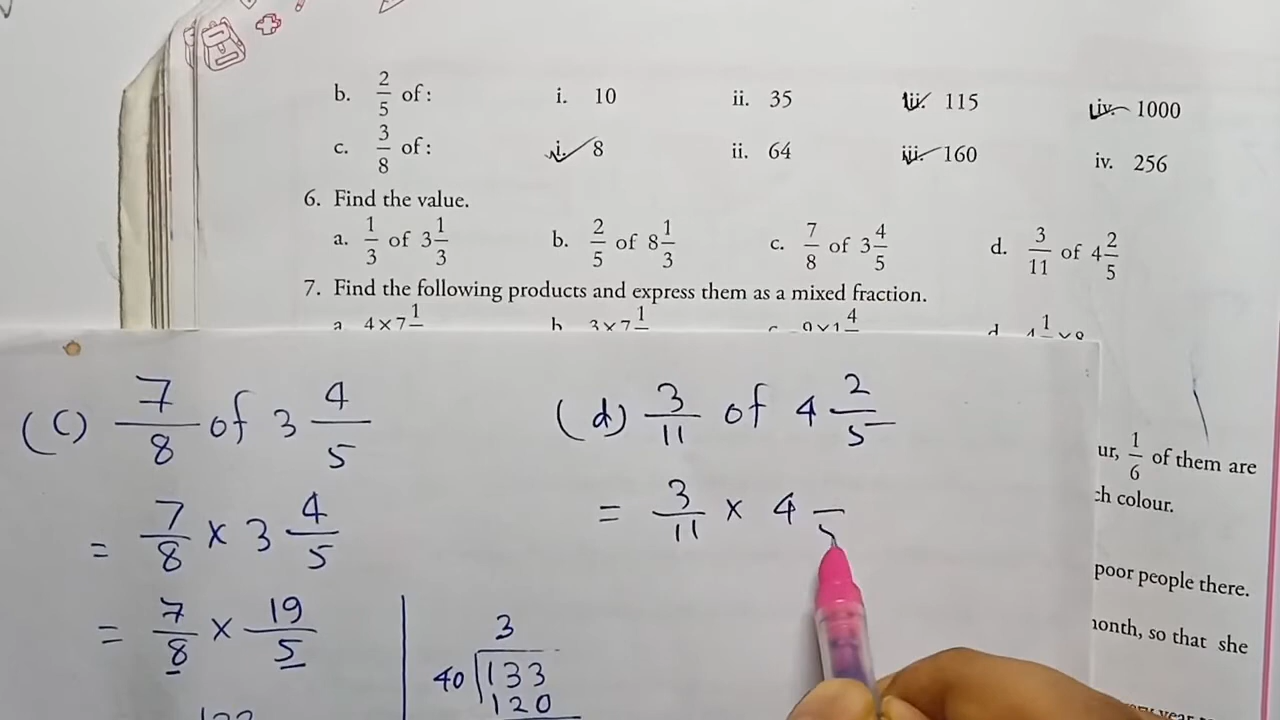 b. 2/5 of: i. 10 ii. 35 iii. 115 iv. 1000
c. 3/8 of: i. 8 ii. 64 iii. 160 iv. 256
6. Find the value.
a. 1/3 of 3 1/3 b. 2/5 of 8 1/3 c. 7/8 of 3 4/5 d. 3/11 of 4 2/5
7. Find the following products and express them as a mixed fraction.
(C) 7/8 of 3 4/5
= 7/8 × 3 4/5
= 7/8 × 19/5
3
40 133
120
(d) 3/11 of 4 2/5
= 3/11 × 4 /5
ur, 1/6 of them are
ch colour.
poor people there.
nonth, so that she